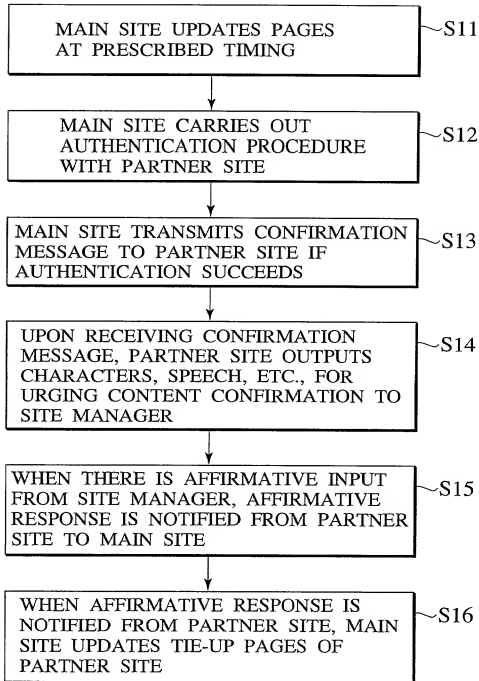 MAIN SITE UPDATES PAGES
AT PRESCRIBED TIMING
S11
MAIN SITE CARRIES OUT
AUTHENTICATION PROCEDURE
WITH PARTNER SITE
S12
MAIN SITE TRANSMITS CONFIRMATION
MESSAGE TO PARTNER SITE IF
AUTHENTICATION SUCCEEDS
S13
UPON RECEIVING CONFIRMATION
MESSAGE, PARTNER SITE OUTPUTS
CHARACTERS, SPEECH, ETC., FOR
URGING CONTENT CONFIRMATION TO
SITE MANAGER
S14
WHEN THERE IS AFFIRMATIVE INPUT
FROM SITE MANAGER, AFFIRMATIVE
RESPONSE IS NOTIFIED FROM PARTNER
SITE TO MAIN SITE
S15
WHEN AFFIRMATIVE RESPONSE IS
NOTIFIED FROM PARTNER SITE, MAIN
SITE UPDATES TIE-UP PAGES OF
PARTNER SITE
S16